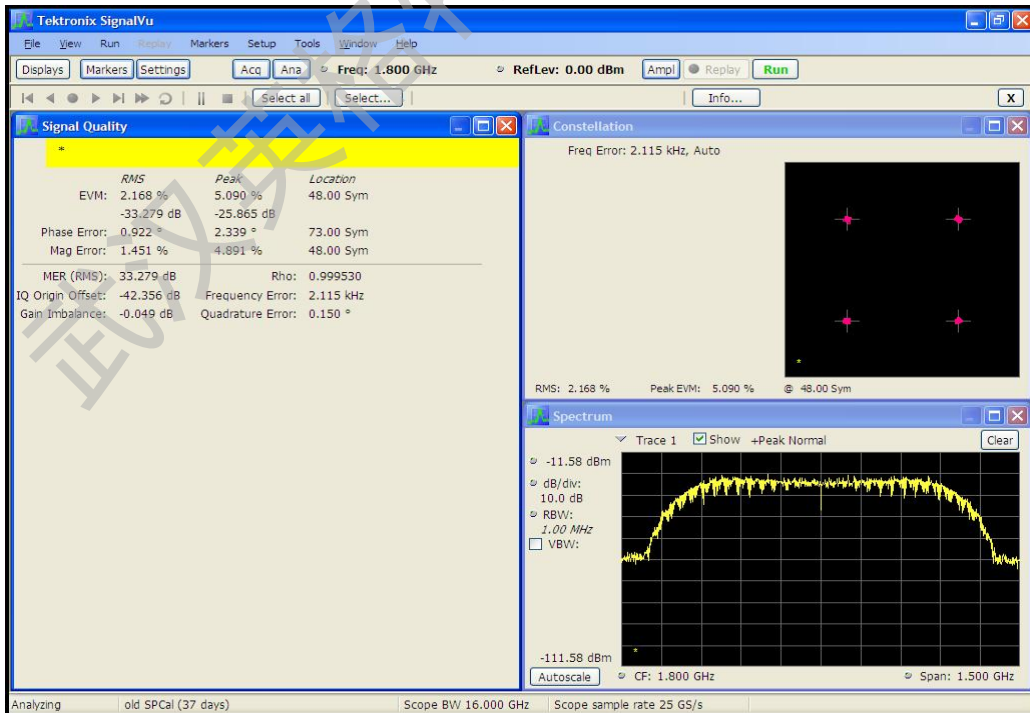 Tektronix SignalVu
File View Run Replay Markers Setup Tools Window Help
Displays Markers Settings Acq Ana Freq: 1.800 GHz RefLev: 0.00 dBm Ampl Replay Run
Select all Select... Info... X
Signal Quality
*
RMS Peak Location
EVM: 2.168 % 5.090 % 48.00 Sym
-33.279 dB -25.865 dB
Phase Error: 0.922 ° 2.339 ° 73.00 Sym
Mag Error: 1.451 % 4.891 % 48.00 Sym
MER (RMS): 33.279 dB Rho: 0.999530
IQ Origin Offset: -42.356 dB Frequency Error: 2.115 kHz
Gain Imbalance: -0.049 dB Quadrature Error: 0.150 °
Constellation
Freq Error: 2.115 kHz, Auto
*
RMS: 2.168 % Peak EVM: 5.090 % @ 48.00 Sym
Spectrum
Trace 1 Show +Peak Normal Clear
-11.58 dBm
dB/div:
10.0 dB
RBW:
1.00 MHz
VBW:
*
-111.58 dBm
Autoscale CF: 1.800 GHz Span: 1.500 GHz
Analyzing old SPCal (37 days) Scope BW 16.000 GHz Scope sample rate 25 GS/s
武汉英格